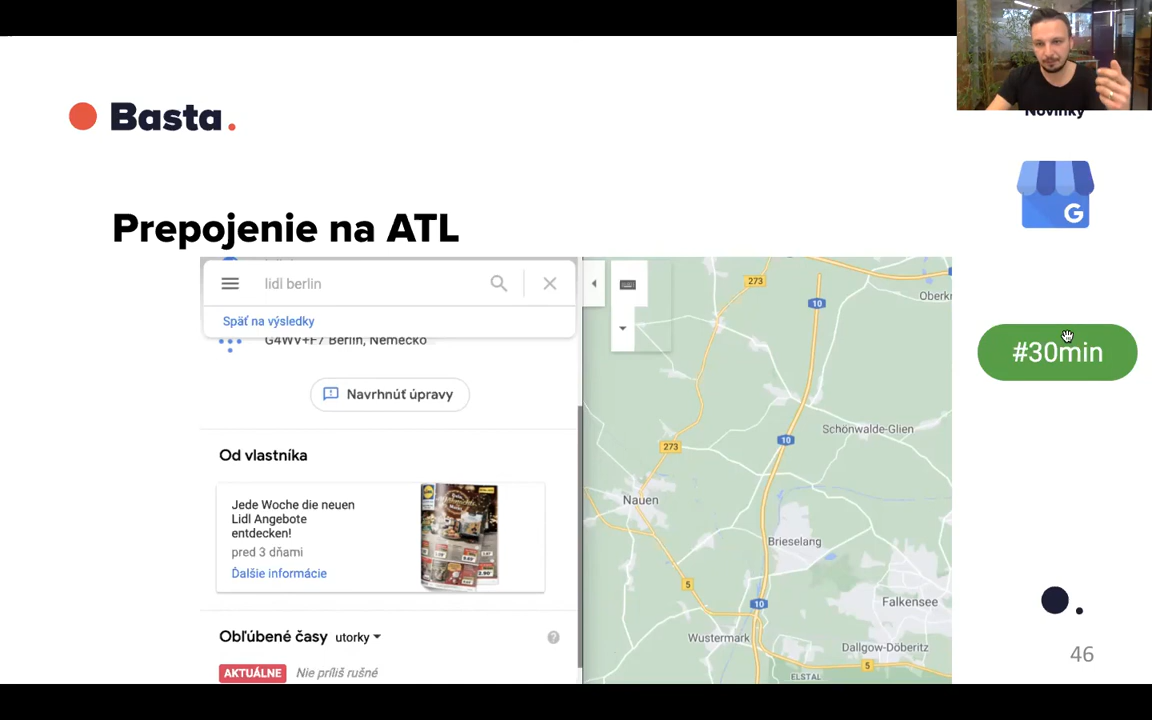 Basta.
Novinky
Prepojenie na ATL
G
lidl berlin
Späť na výsledky
G4WV+F7 Berlín, Nemecko
Navrhnúť úpravy
Od vlastníka
Jede Woche die neuen
Lidl Angebote
entdecken!
pred 3 dňami
Ďalšie informácie
Obľúbené časy utorky
?
AKTUÁLNE Nie príliš rušné
273
10
Oberkr
10
Schönwalde-Glien
273
Nauen
Brieselang
5
10
Falkensee
Wustermark
Dallgow-Döberitz
5
ELSTAL
#30min
46